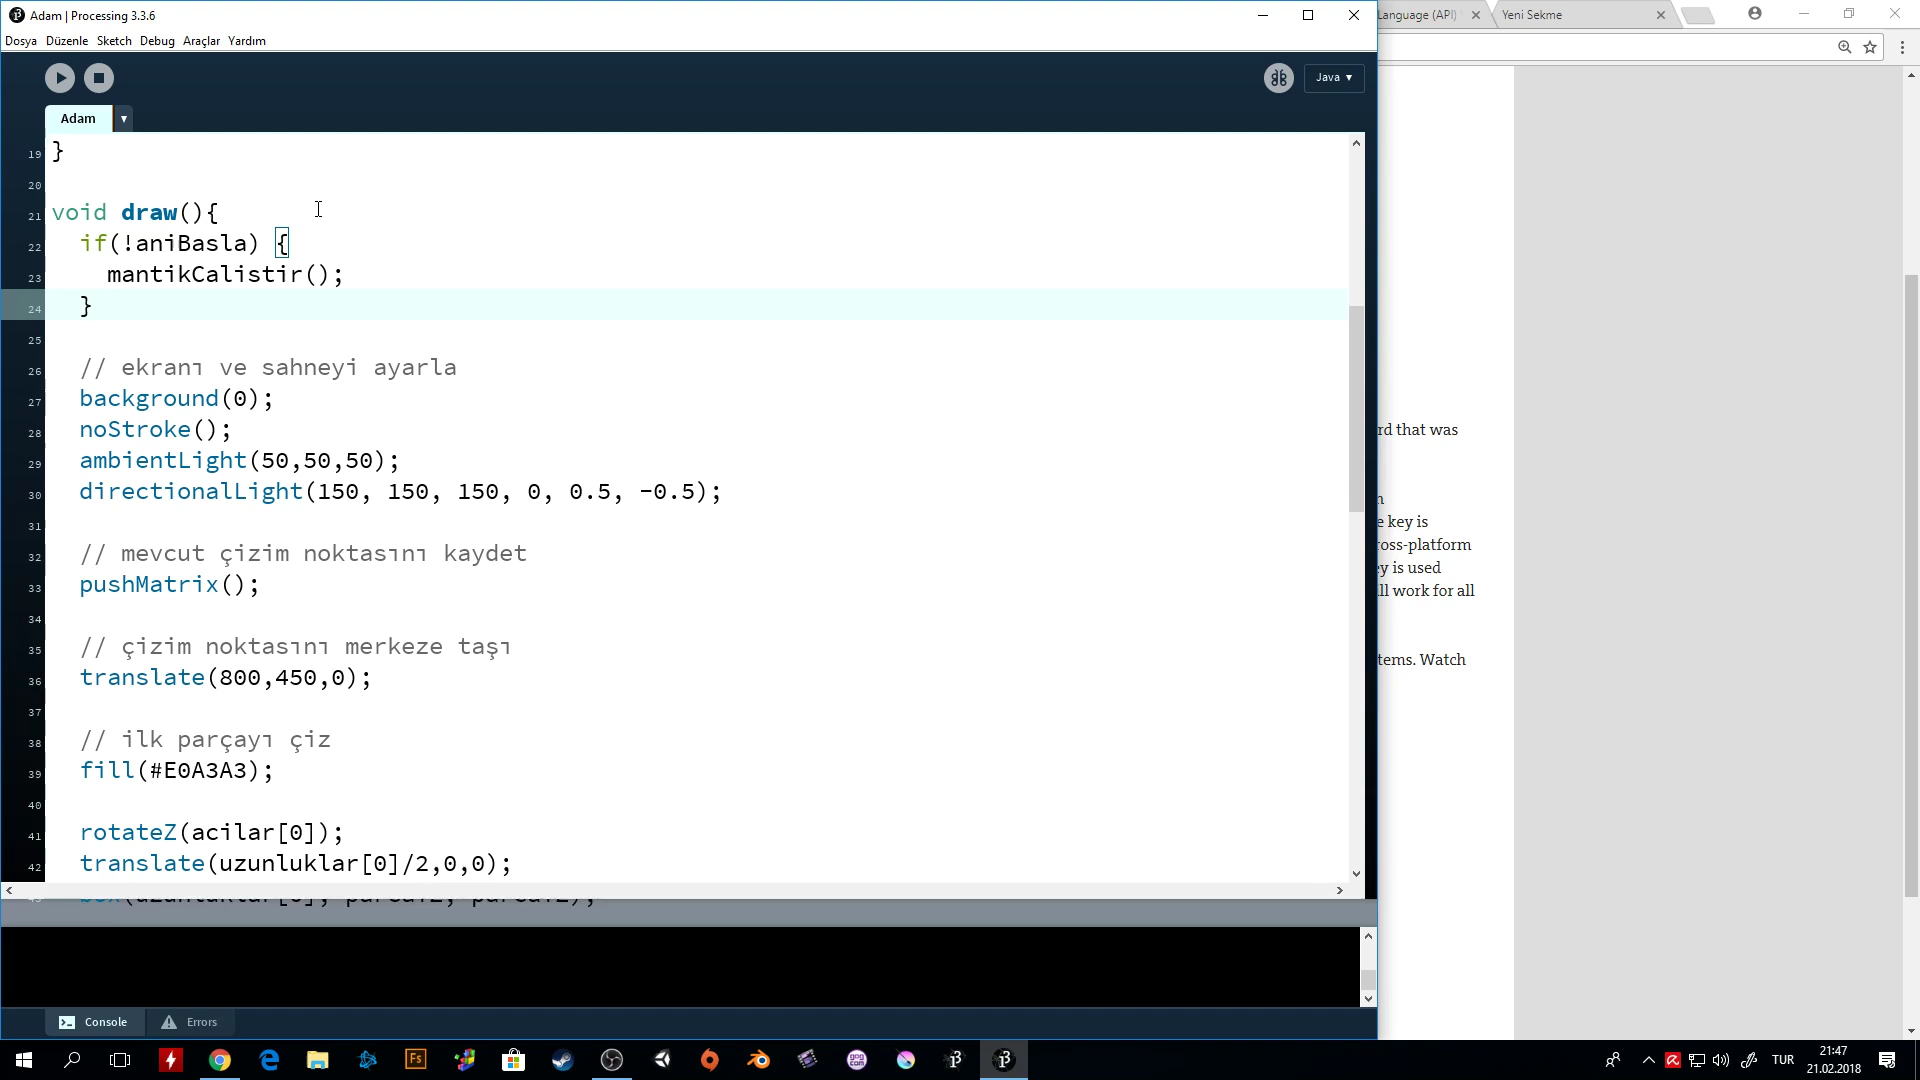 Adam | Processing 3.3.6
Language (API)
Yeni Sekme
Dosya Düzenle Sketch Debug Araçlar Yardım
Java ▼
Adam ▼
19 }
20
21 void draw(){
22 if(!aniBasla) {
23 mantikCalistir();
24 }
25
26 // ekranı ve sahneyi ayarla
27 background(0);
28 noStroke();
29 ambientLight(50,50,50);
30 directionalLight(150, 150, 150, 0, 0.5, -0.5);
31
32 // mevcut çizim noktasını kaydet
33 pushMatrix();
34
35 // çizim noktasını merkeze taşı
36 translate(800,450,0);
37
38 // ilk parçayı çiz
39 fill(#E0A3A3);
40
41 rotateZ(acilar[0]);
42 translate(uzunluklar[0]/2,0,0);
that was
key is
is used
work for all
Watch
Console
Errors
Fs
GOG
COM
TUR
21:47
21.02.2018